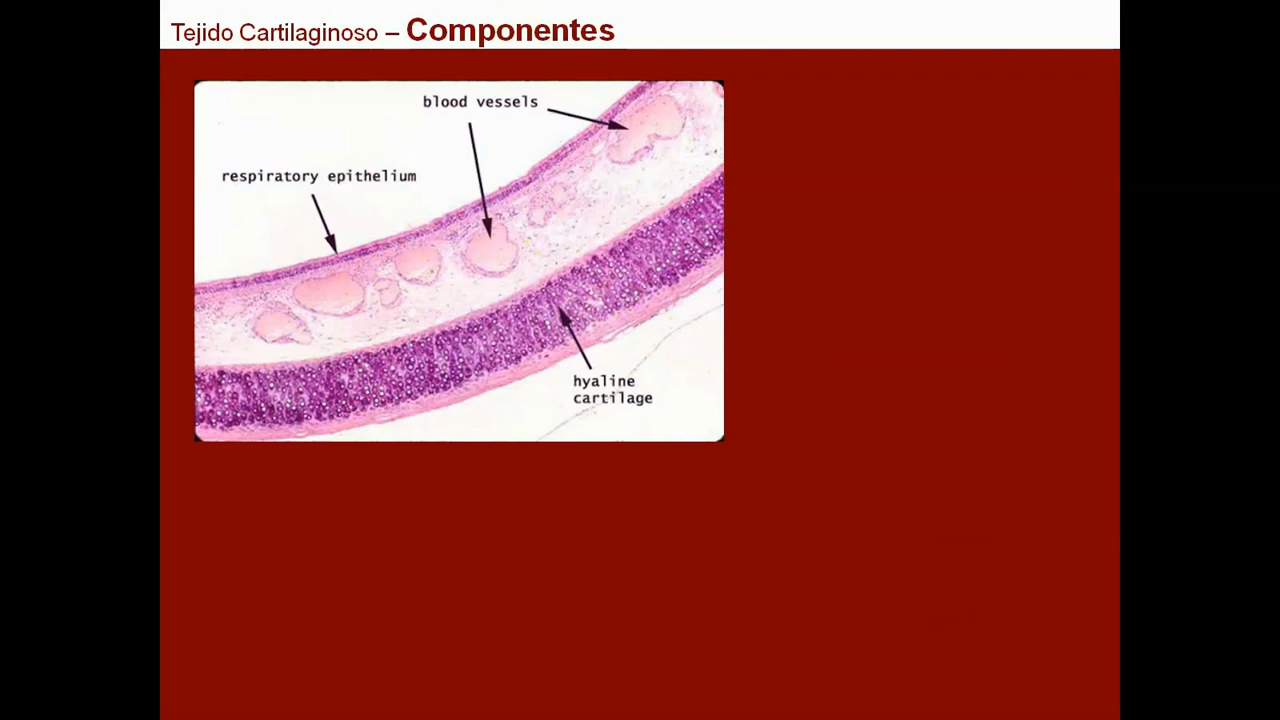 Tejido Cartilaginoso – Componentes
blood vessels
respiratory epithelium
hyaline
cartilage